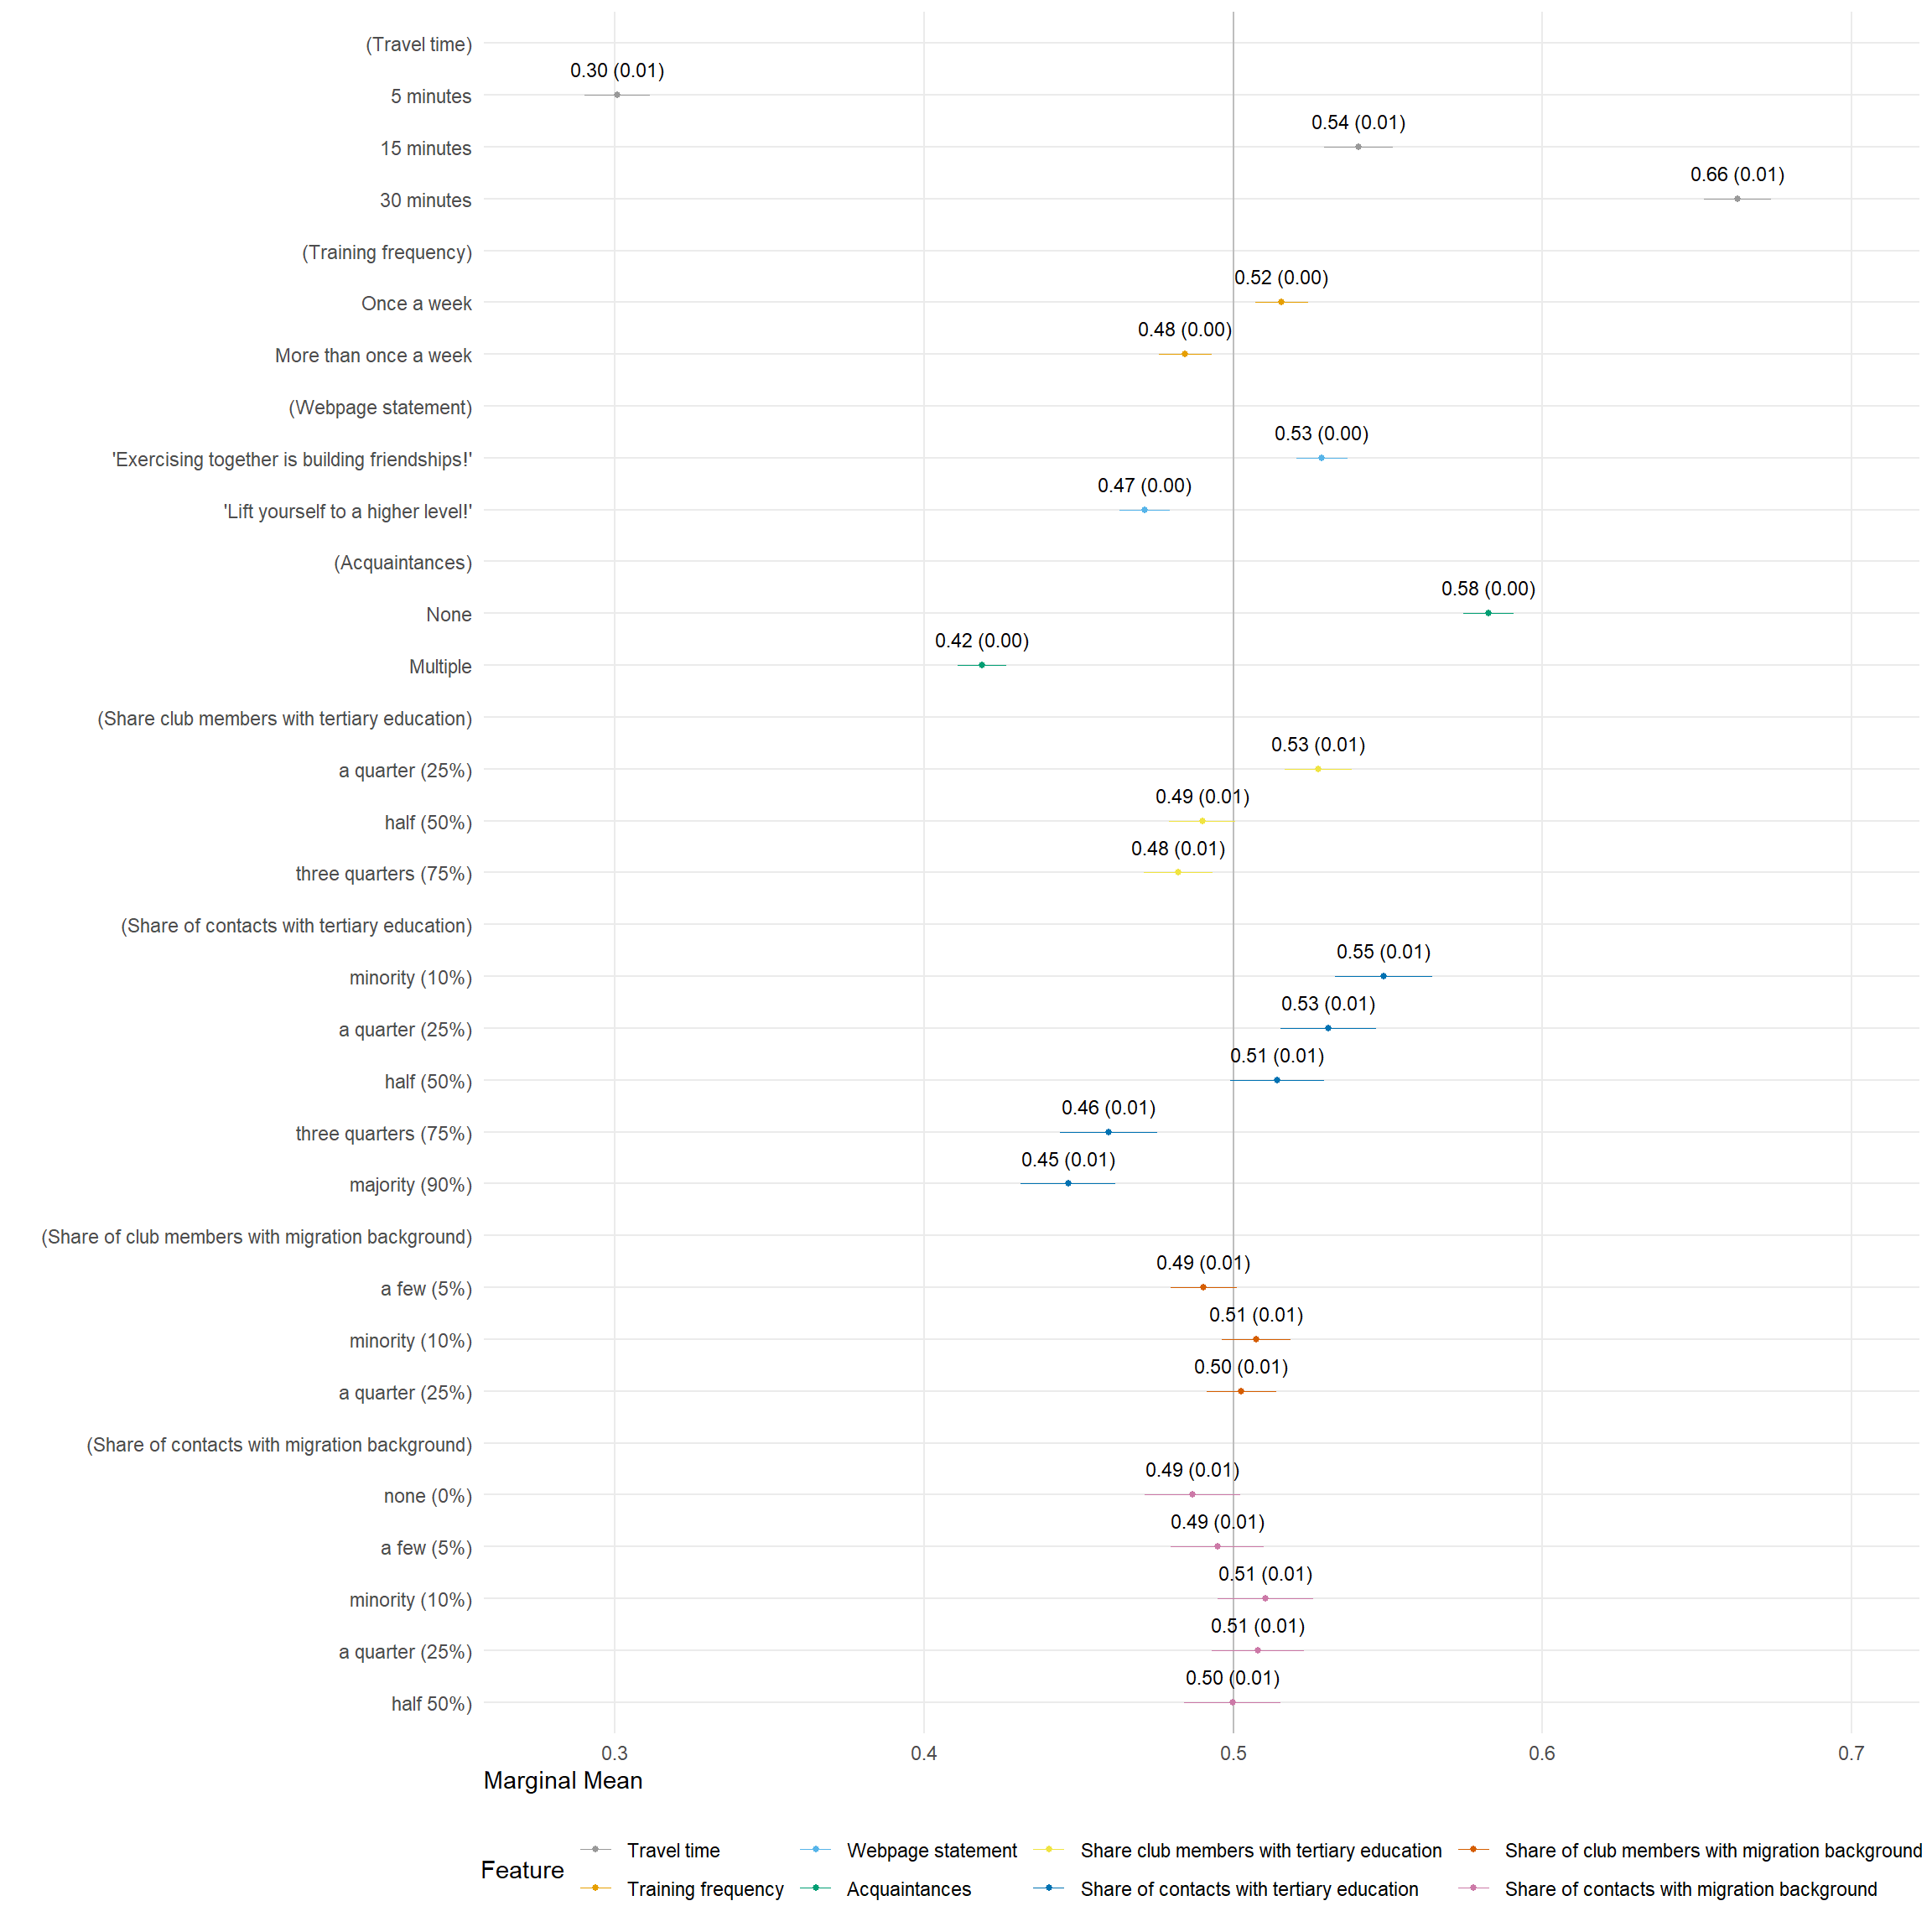 (Travel time)
0.30 (0.01)
5 minutes
0.54 (0.01)
15 minutes
0.66 (0.01)
30 minutes
(Training frequency)
0.52 (0.00)
Once a week
0.48 (0.00)
More than once a week
(Webpage statement)
0.53 (0.00)
'Exercising together is building friendships!'
0.47 (0.00)
'Lift yourself to a higher level!'
(Acquaintances)
0.58 (0.00)
None
0.42 (0.00)
Multiple
(Share club members with tertiary education)
0.53 (0.01)
a quarter (25%)
0.49 (0.01)
half (50%)
0.48 (0.01)
three quarters (75%)
(Share of contacts with tertiary education)
0.55 (0.01)
minority (10%)
0.53 (0.01)
a quarter (25%)
0.51 (0.01)
half (50%)
0.46 (0.01)
three quarters (75%)
0.45 (0.01)
majority (90%)
(Share of club members with migration background)
0.49 (0.01)
a few (5%)
0.51 (0.01)
minority (10%)
0.50 (0.01)
a quarter (25%)
(Share of contacts with migration background)
0.49 (0.01)
none (0%)
0.49 (0.01)
a few (5%)
0.51 (0.01)
minority (10%)
0.51 (0.01)
a quarter (25%)
0.50 (0.01)
half 50%)
0.3 0.4 0.5 0.6 0.7
Marginal Mean
Feature
Travel time Webpage statement Share club members with tertiary education Share of club members with migration background
Training frequency Acquaintances Share of contacts with tertiary education Share of contacts with migration background